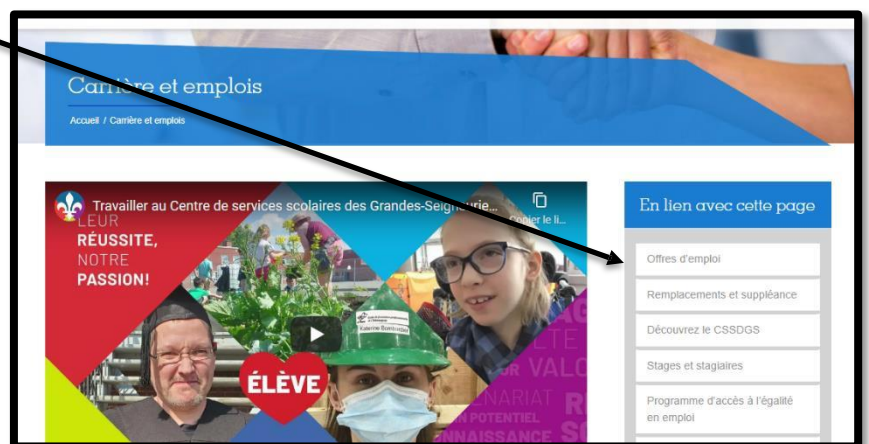 Carrière et emplois
Accueil / Carrière et emplois
Travailler au Centre de services scolaires des Grandes-Seigneurie...
Copier le li...
LEUR
RÉUSSITE,
NOTRE
PASSION!
ÉLÈVE
En lien avec cette page
Offres d'emploi
Remplacements et suppléance
Découvrez le CSSDGS
Stages et stagiaires
Programme d'accès à l'égalité
en emploi